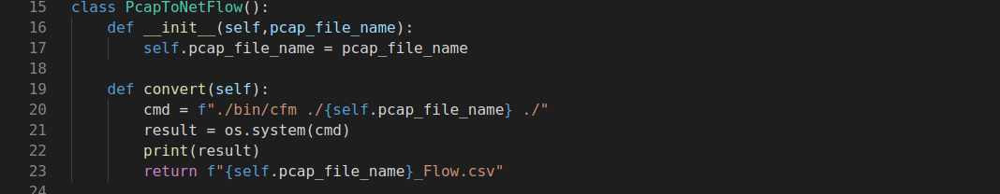 15 class PcapToNetFlow():
16     def __init__(self,pcap_file_name):
17         self.pcap_file_name = pcap_file_name
18
19     def convert(self):
20         cmd = f"./bin/cfm ./{self.pcap_file_name} ./"
21         result = os.system(cmd)
22         print(result)
23         return f"{self.pcap_file_name}_Flow.csv"
24